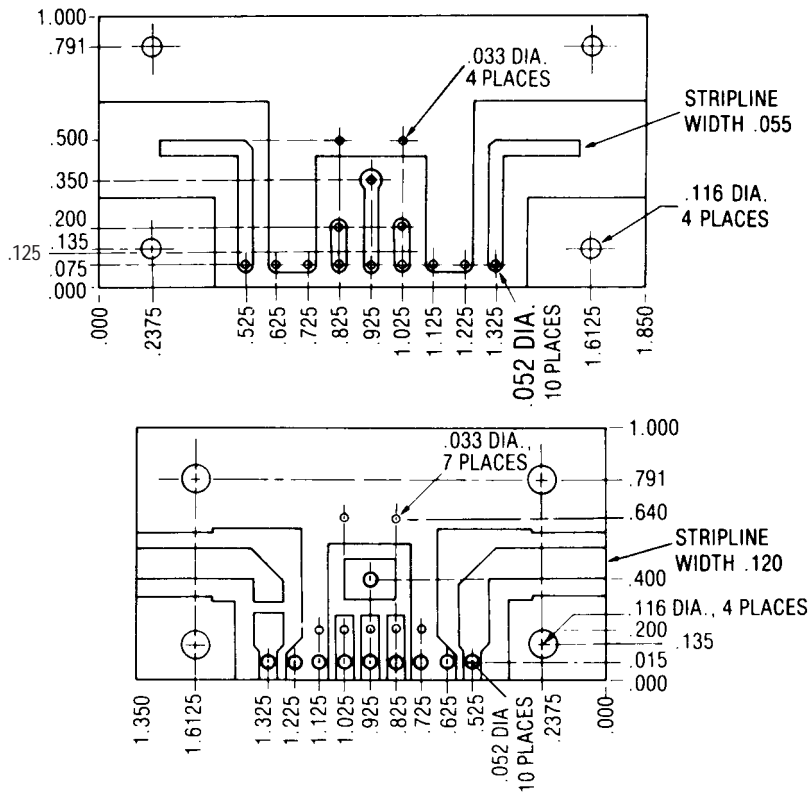 1.000
.791
.500
.350
.200
.135
.125
.075
.000
.033 DIA.
4 PLACES
STRIPLINE
WIDTH .055
.116 DIA.
4 PLACES
.052 DIA.
10 PLACES
.000
.2375
.525
.625
.725
.825
.925
1.025
1.125
1.225
1.325
1.6125
1.850
.033 DIA.,
7 PLACES
1.000
.791
.640
STRIPLINE
WIDTH .120
.400
.116 DIA., 4 PLACES
.200
.135
.015
.000
.052 DIA
10 PLACES
1.350
1.6125
1.325
1.225
1.125
1.025
.925
.825
.725
.625
.525
.2375
.000